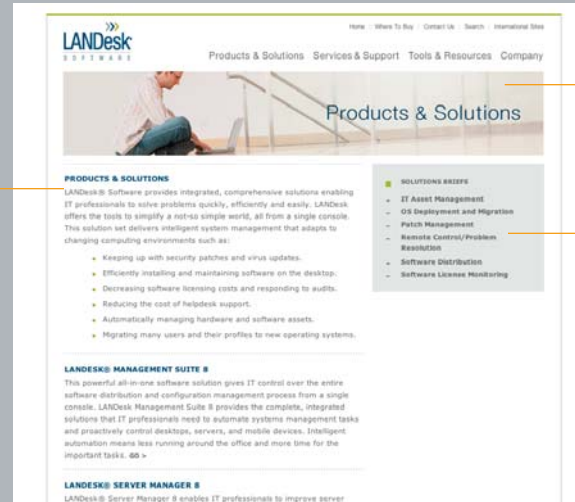 Home : Where To Buy : Contact Us : Search : International Sites
LANDesk
SOFTWARE
Products & Solutions Services & Support Tools & Resources Company
Products & Solutions
PRODUCTS & SOLUTIONS
LANDesk® Software provides integrated, comprehensive solutions enabling
IT professionals to solve problems quickly, efficiently and easily. LANDesk
offers the tools to simplify a not-so simple world, all from a single console.
This solution set delivers intelligent system management that adapts to
changing computing environments such as:
Keeping up with security patches and virus updates.
Efficiently installing and maintaining software on the desktop.
Decreasing software licensing costs and responding to audits.
Reducing the cost of helpdesk support.
Automatically managing hardware and software assets.
Migrating many users and their profiles to new operating systems.
LANDESK® MANAGEMENT SUITE 8
This powerful all-in-one software solution gives IT control over the entire
software distribution and configuration management process from a single
console. LANDesk Management Suite 8 provides the complete, integrated
solutions that IT professionals need to automate systems management tasks
and proactively control desktops, servers, and mobile devices. Intelligent
automation means less running around the office and more time for the
important tasks. GO >
LANDESK® SERVER MANAGER 8
LANDesk® Server Manager 8 enables IT professionals to improve server
SOLUTIONS BRIEFS
IT Asset Management
OS Deployment and Migration
Patch Management
Remote Control/Problem
Resolution
Software Distribution
Software License Monitoring